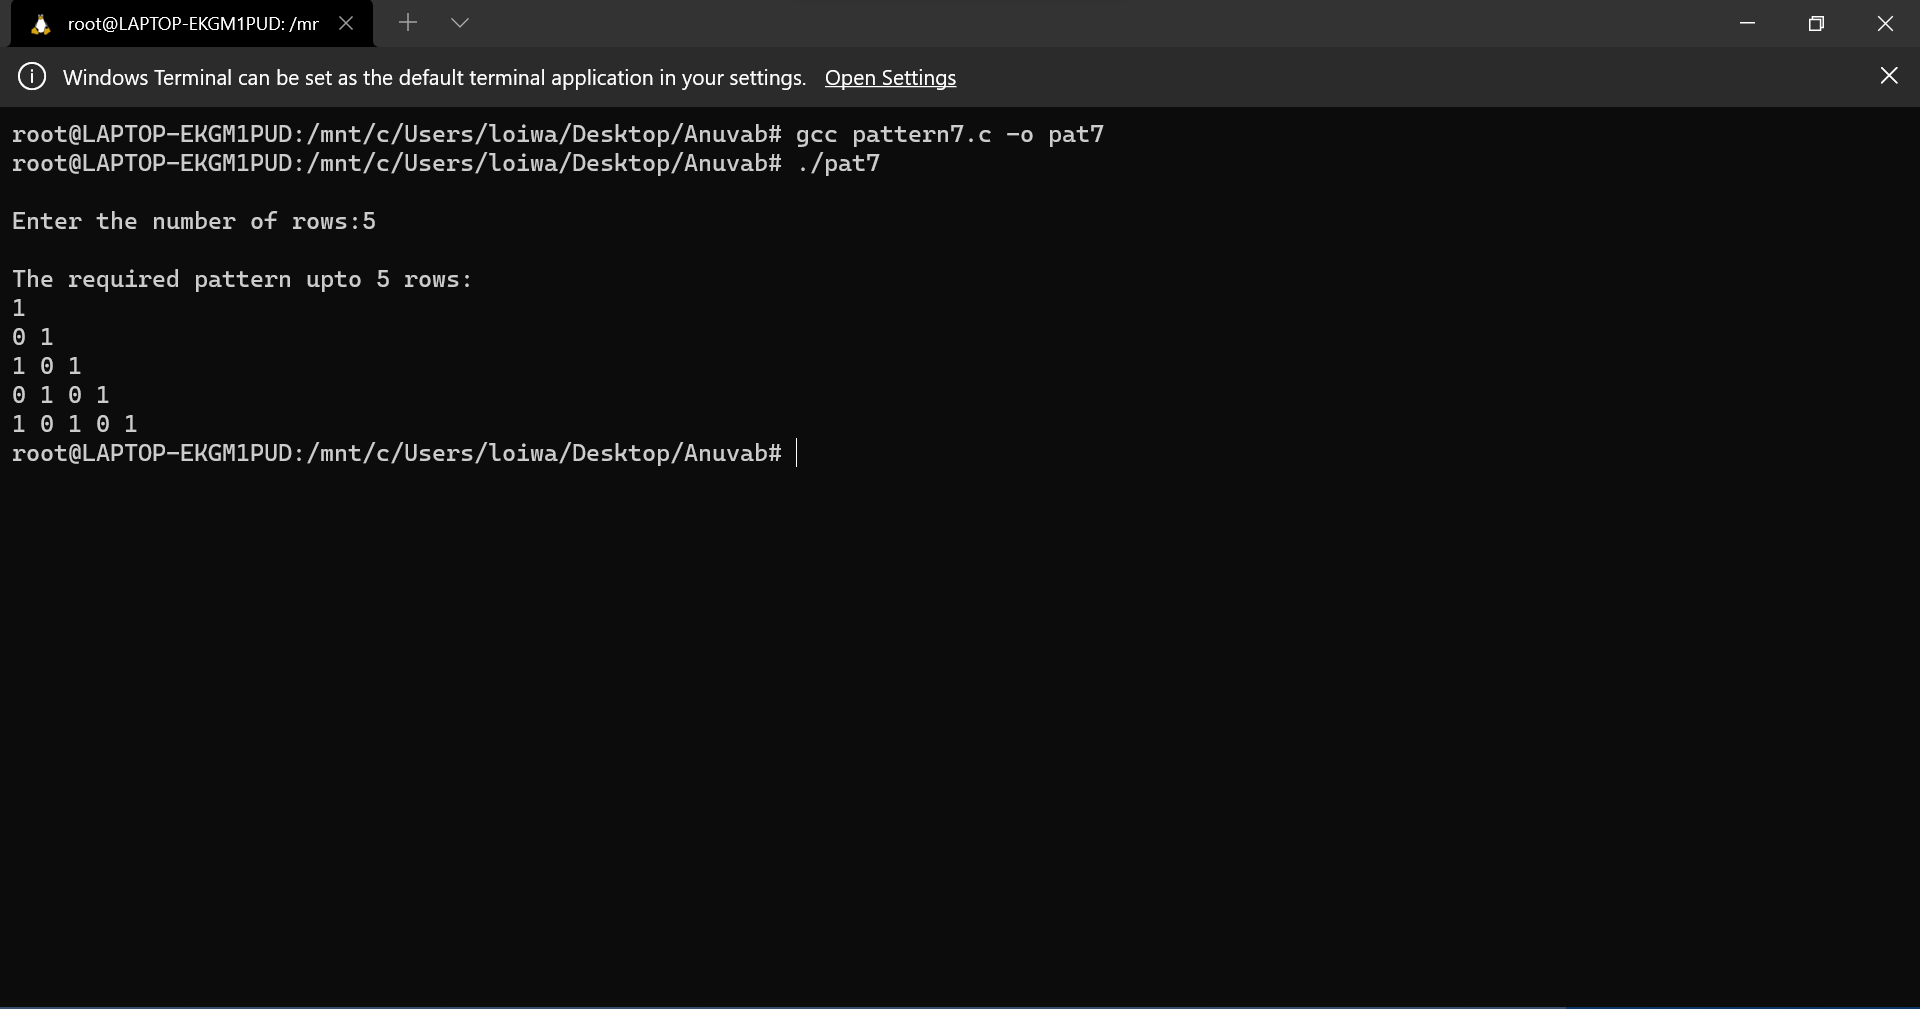 root@LAPTOP-EKGM1PUD: /mr
Windows Terminal can be set as the default terminal application in your settings. Open Settings
root@LAPTOP-EKGM1PUD:/mnt/c/Users/loiwa/Desktop/Anuvab# gcc pattern7.c -o pat7
root@LAPTOP-EKGM1PUD:/mnt/c/Users/loiwa/Desktop/Anuvab# ./pat7
Enter the number of rows:5
The required pattern upto 5 rows:
1
0 1
1 0 1
0 1 0 1
1 0 1 0 1
root@LAPTOP-EKGM1PUD:/mnt/c/Users/loiwa/Desktop/Anuvab#